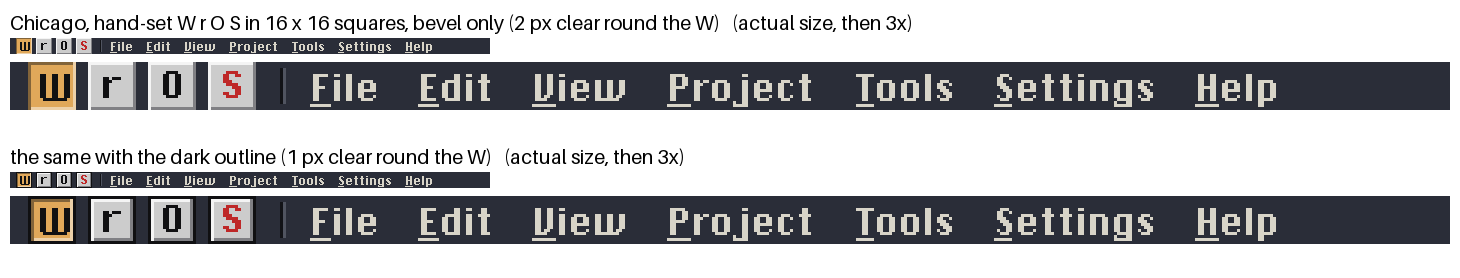 Chicago, hand-set W r O S in 16 x 16 squares, bevel only (2 px clear round the W) (actual size, then 3x)
W r O S File Edit View Project Tools Settings Help
W r O S File Edit View Project Tools Settings Help
the same with the dark outline (1 px clear round the W) (actual size, then 3x)
W r O S File Edit View Project Tools Settings Help
W r O S File Edit View Project Tools Settings Help